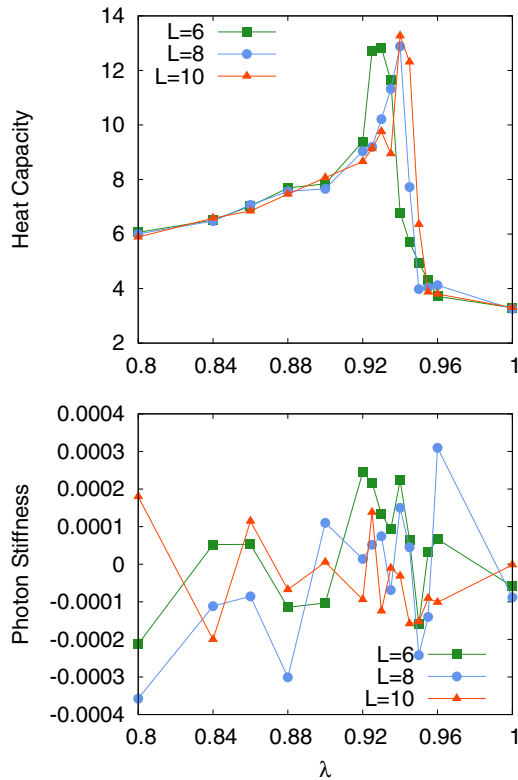 14
12
10
8
6
4
2
Heat Capacity
L=6
L=8
L=10
0.8 0.84 0.88 0.92 0.96 1
0.0004
0.0003
0.0002
0.0001
0
-0.0001
-0.0002
-0.0003
-0.0004
Photon Stiffness
L=6
L=8
L=10
0.8 0.84 0.88 0.92 0.96 1
λ